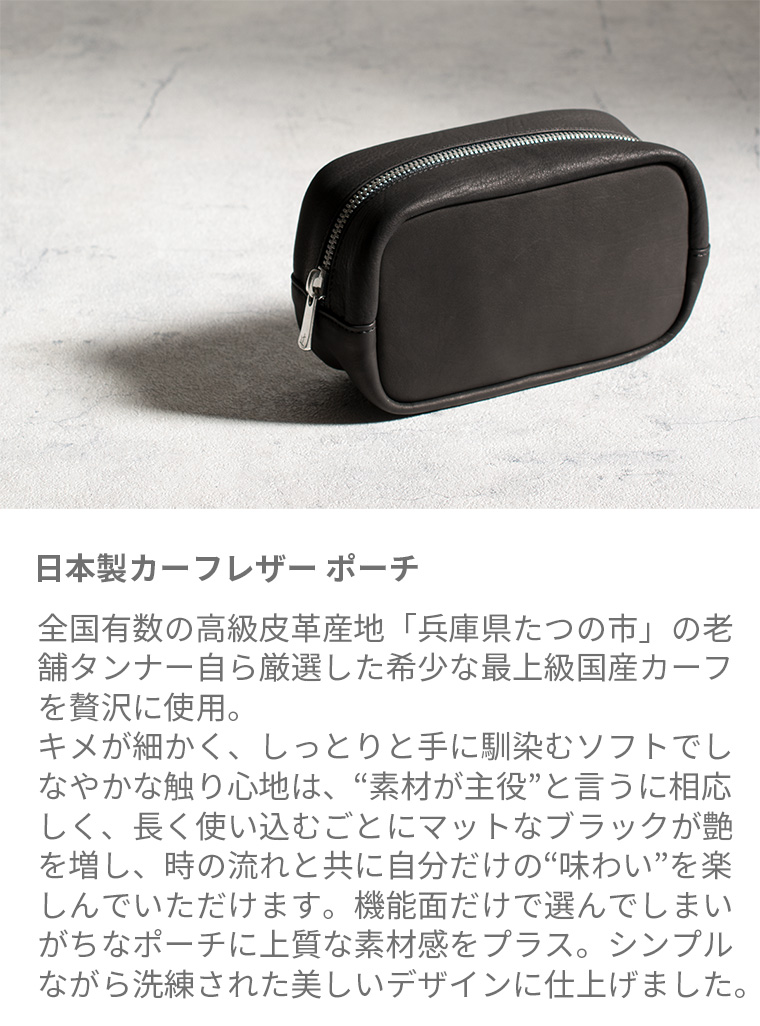 日本製カーフレザー ポーチ
全国有数の高級皮革産地「兵庫県たつの市」の老
舗タンナー自ら厳選した希少な最上級国産カーフ
を贅沢に使用。
キメが細かく、しっとりと手に馴染むソフトでし
なやかな触り心地は、“素材が主役”と言うに相応
しく、長く使い込むごとにマットなブラックが艶
を増し、時の流れと共に自分だけの“味わい”を楽
しんでいただけます。機能面だけで選んでしまい
がちなポーチに上質な素材感をプラス。シンプル
ながら洗練された美しいデザインに仕上げました。